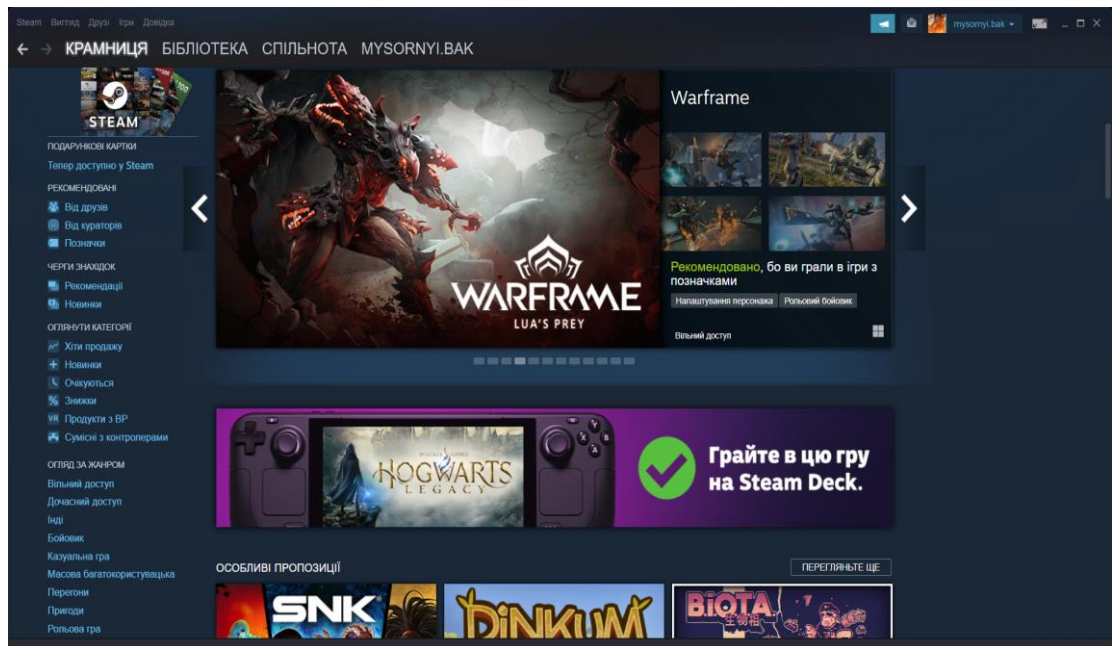 Steam Вигляд Друзі Ігри Довідка
mysornyi.bak
КРАМНИЦЯ БІБЛІОТЕКА СПІЛЬНОТА MYSORNYI.BAK
STEAM
ПОДАРУНКОВІ КАРТКИ
Тепер доступно у Steam
РЕКОМЕНДОВАНІ
Від друзів
Від кураторів
Позначки
ЧЕРГИ ЗНАХІДОК
Рекомендації
Новинки
ОГЛЯНУТИ КАТЕГОРІЇ
Хіти продажу
Новинки
Очікуються
Знижки
VR Продукти з ВР
Сумісні з контролерами
ОГЛЯД ЗА ЖАНРОМ
Вільний доступ
Дочасний доступ
Інді
Бойовик
Казуальна гра
Масова багатокористувацька
Перегони
Пригоди
Рольова гра
WARFRAME
LUA'S PREY
Warframe
Рекомендовано, бо ви грали в ігри з
позначками
Налаштування персонажа Рольовий бойовик
Вільний доступ
HOGWARTS
LEGACY
Грайте в цю гру
на Steam Deck.
ОСОБЛИВІ ПРОПОЗИЦІЇ
ПЕРЕГЛЯНЬТЕ ЩЕ
SNK
DINKUM
BIOTA
生物相